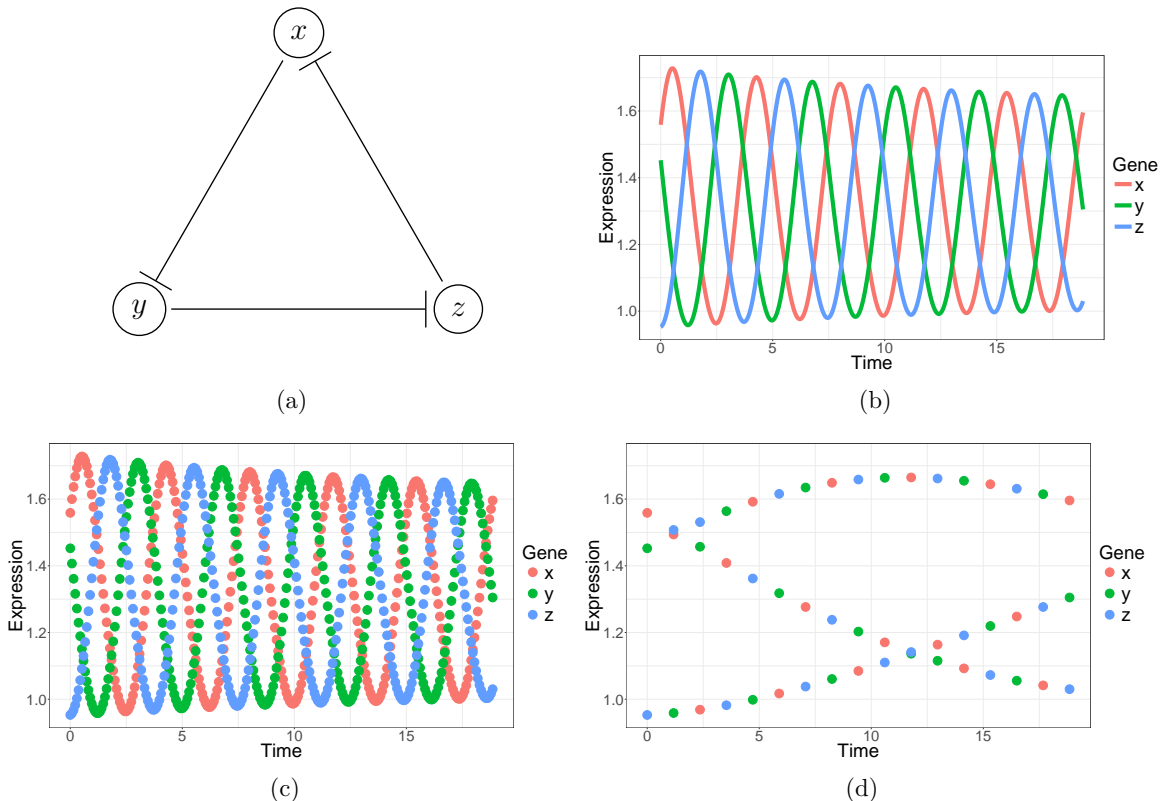 x
y
z
(a)
Expression
1.6
1.4
1.2
1.0
0
5
10
15
Time
Gene
x
y
z
(b)
Expression
1.6
1.4
1.2
1.0
0
5
10
15
Time
Gene
x
y
z
(c)
Expression
1.6
1.4
1.2
1.0
0
5
10
15
Time
Gene
x
y
z
(d)